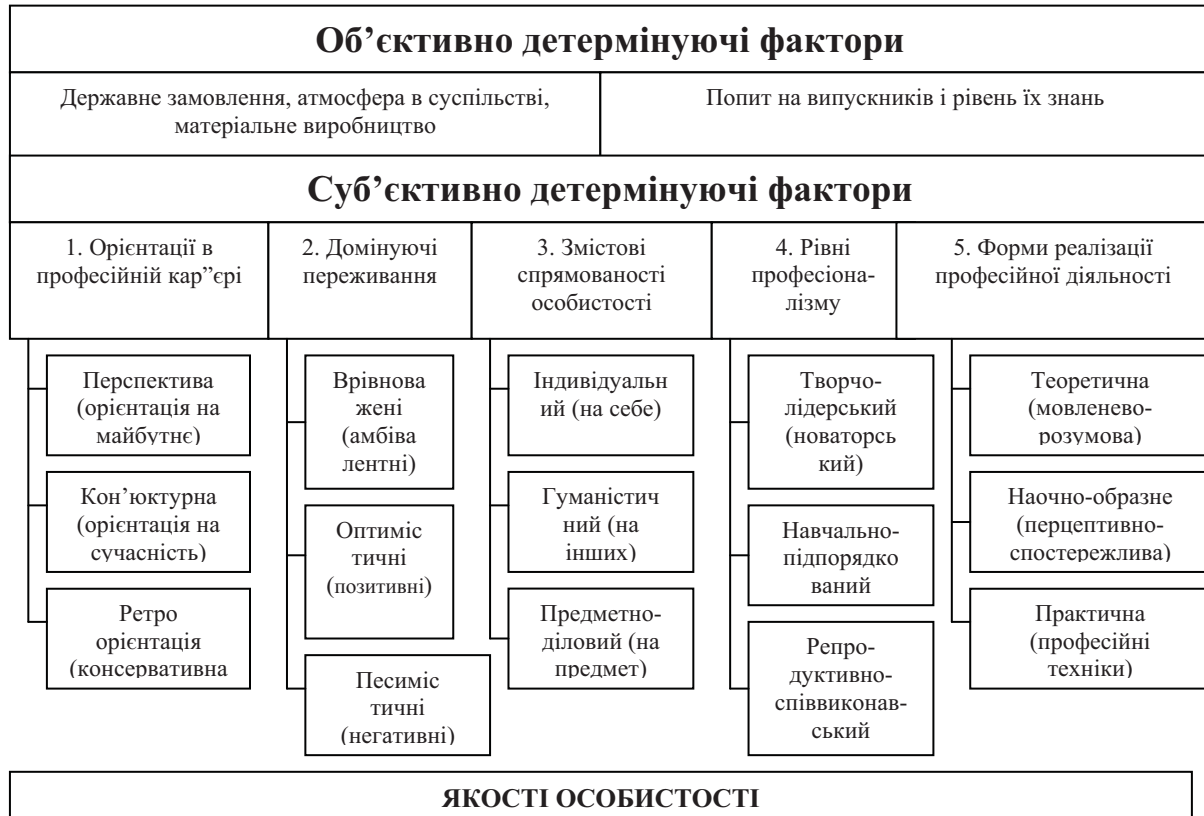 Об’єктивно детермінуючі фактори
Державне замовлення, атмосфера в суспільстві,
матеріальне виробництво
Попит на випускників і рівень їх знань
Суб’єктивно детермінуючі фактори
1. Орієнтації в
професійній кар”єрі
2. Домінуючі
переживання
3. Змістові
спрямованості
особистості
4. Рівні
професіона-
лізму
5. Форми реалізації
професійної діяльності
Перспектива
(орієнтація на
майбутнє)
Кон’юктурна
(орієнтація на
сучасність)
Ретро
орієнтація
(консервативна
Врівнова
жені
(амбіва
лентні)
Оптиміс
тичні
(позитивні)
Песиміс
тичні
(негативні)
Індивідуальн
ий (на себе)
Гуманістич
ний (на
інших)
Предметно-
діловий (на
предмет)
Творчо-
лідерський
(новаторсь
кий)
Навчально-
підпорядко
ваний
Репро-
дуктивно-
співвиконав-
ський
Теоретична
(мовленево-
розумова)
Наочно-образне
(перцептивно-
спостережлива)
Практична
(професійні
техніки)
ЯКОСТІ ОСОБИСТОСТІ